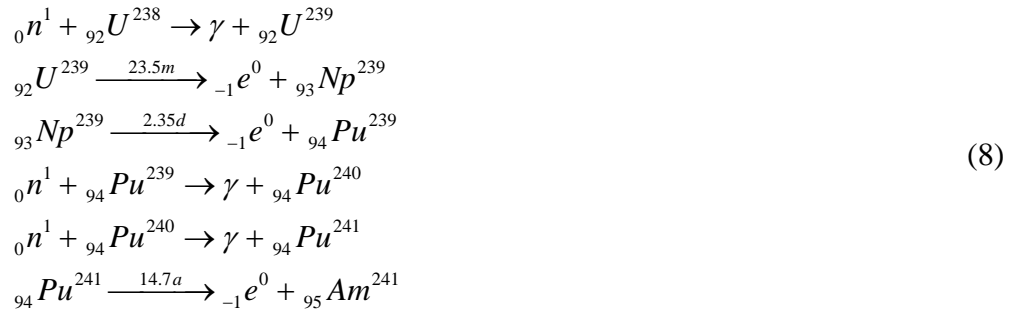 ₀n¹ + ₉₂U²³⁸ → γ + ₉₂U²³⁹
₉₂U²³⁹ —23.5m→ ₋₁e⁰ + ₉₃Np²³⁹
₉₃Np²³⁹ —2.35d→ ₋₁e⁰ + ₉₄Pu²³⁹
(8)
₀n¹ + ₉₄Pu²³⁹ → γ + ₉₄Pu²⁴⁰
₀n¹ + ₉₄Pu²⁴⁰ → γ + ₉₄Pu²⁴¹
₉₄Pu²⁴¹ —14.7a→ ₋₁e⁰ + ₉₅Am²⁴¹